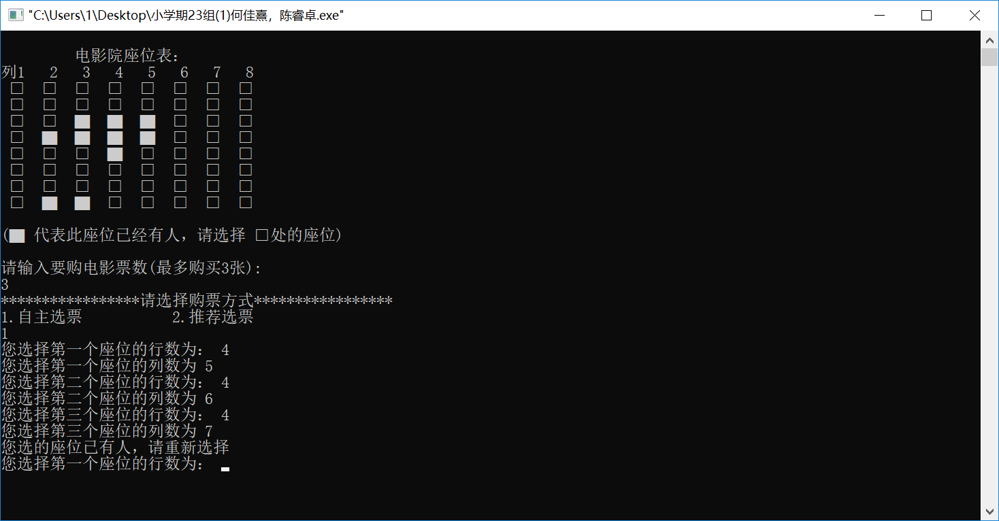 "C:\Users\1\Desktop\小学期23组(1)何佳熹，陈睿卓.exe"
电影院座位表：
列1 2 3 4 5 6 7 8
□ □ □ □ □ □ □ □
□ □ □ □ □ □ □ □
□ □ ■ ■ ■ □ □ □
□ ■ ■ ■ ■ □ □ □
□ □ □ ■ □ □ □ □
□ □ □ □ □ □ □ □
□ □ □ □ □ □ □ □
□ ■ ■ □ □ □ □ □
(■ 代表此座位已经有人，请选择 □处的座位)
请输入要购电影票数(最多购买3张)：
3
*****************请选择购票方式*****************
1.自主选票 2.推荐选票
1
您选择第一个座位的行数为： 4
您选择第一个座位的列数为 5
您选择第二个座位的行数为： 4
您选择第二个座位的列数为 6
您选择第三个座位的行数为： 4
您选择第三个座位的列数为 7
您选的座位已有人，请重新选择
您选择第一个座位的行数为：